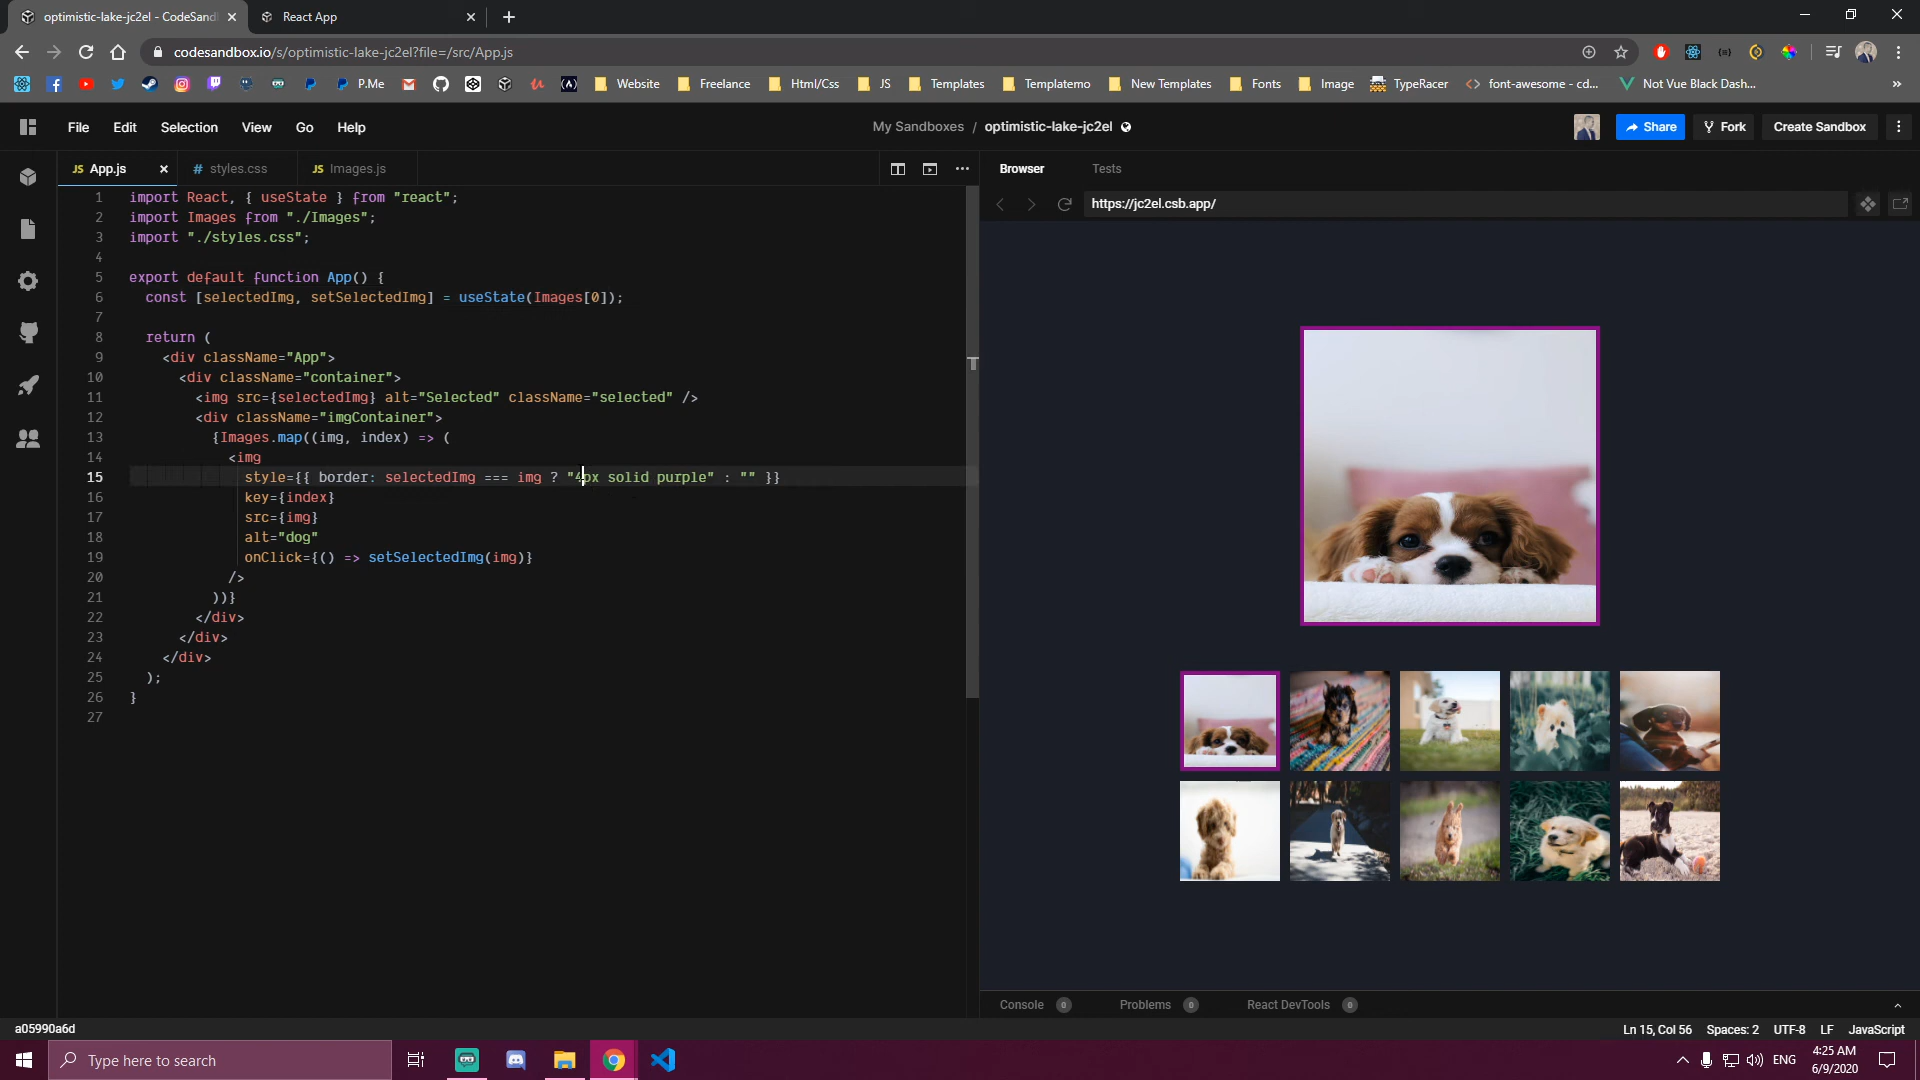 optimistic-lake-jc2el - CodeSand
React App
codesandbox.io/s/optimistic-lake-jc2el?file=/src/App.js
P.Me
Website
Freelance
Html/Css
JS
Templates
Templatemo
New Templates
Fonts
Image
TypeRacer
font-awesome - cd...
Not Vue Black Dash...
File
Edit
Selection
View
Go
Help
My Sandboxes / optimistic-lake-jc2el
Share
Fork
Create Sandbox
JS App.js
# styles.css
JS Images.js
Browser
Tests
https://jc2el.csb.app/
1 import React, { useState } from "react";
2 import Images from "./Images";
3 import "./styles.css";
4
5 export default function App() {
6 const [selectedImg, setSelectedImg] = useState(Images[0]);
7
8 return (
9 <div className="App">
10 <div className="container">
11 <img src={selectedImg} alt="Selected" className="selected" />
12 <div className="imgContainer">
13 {Images.map((img, index) => (
14 <img
15 style={{ border: selectedImg === img ? "4px solid purple" : "" }}
16 key={index}
17 src={img}
18 alt="dog"
19 onClick={() => setSelectedImg(img)}
20 />
21 ))}
22 </div>
23 </div>
24 </div>
25 );
26 }
27
Console 0
Problems 0
React DevTools 0
a05990a6d
Ln 15, Col 56
Spaces: 2
UTF-8
LF
JavaScript
Type here to search
ENG
4:25 AM
6/9/2020